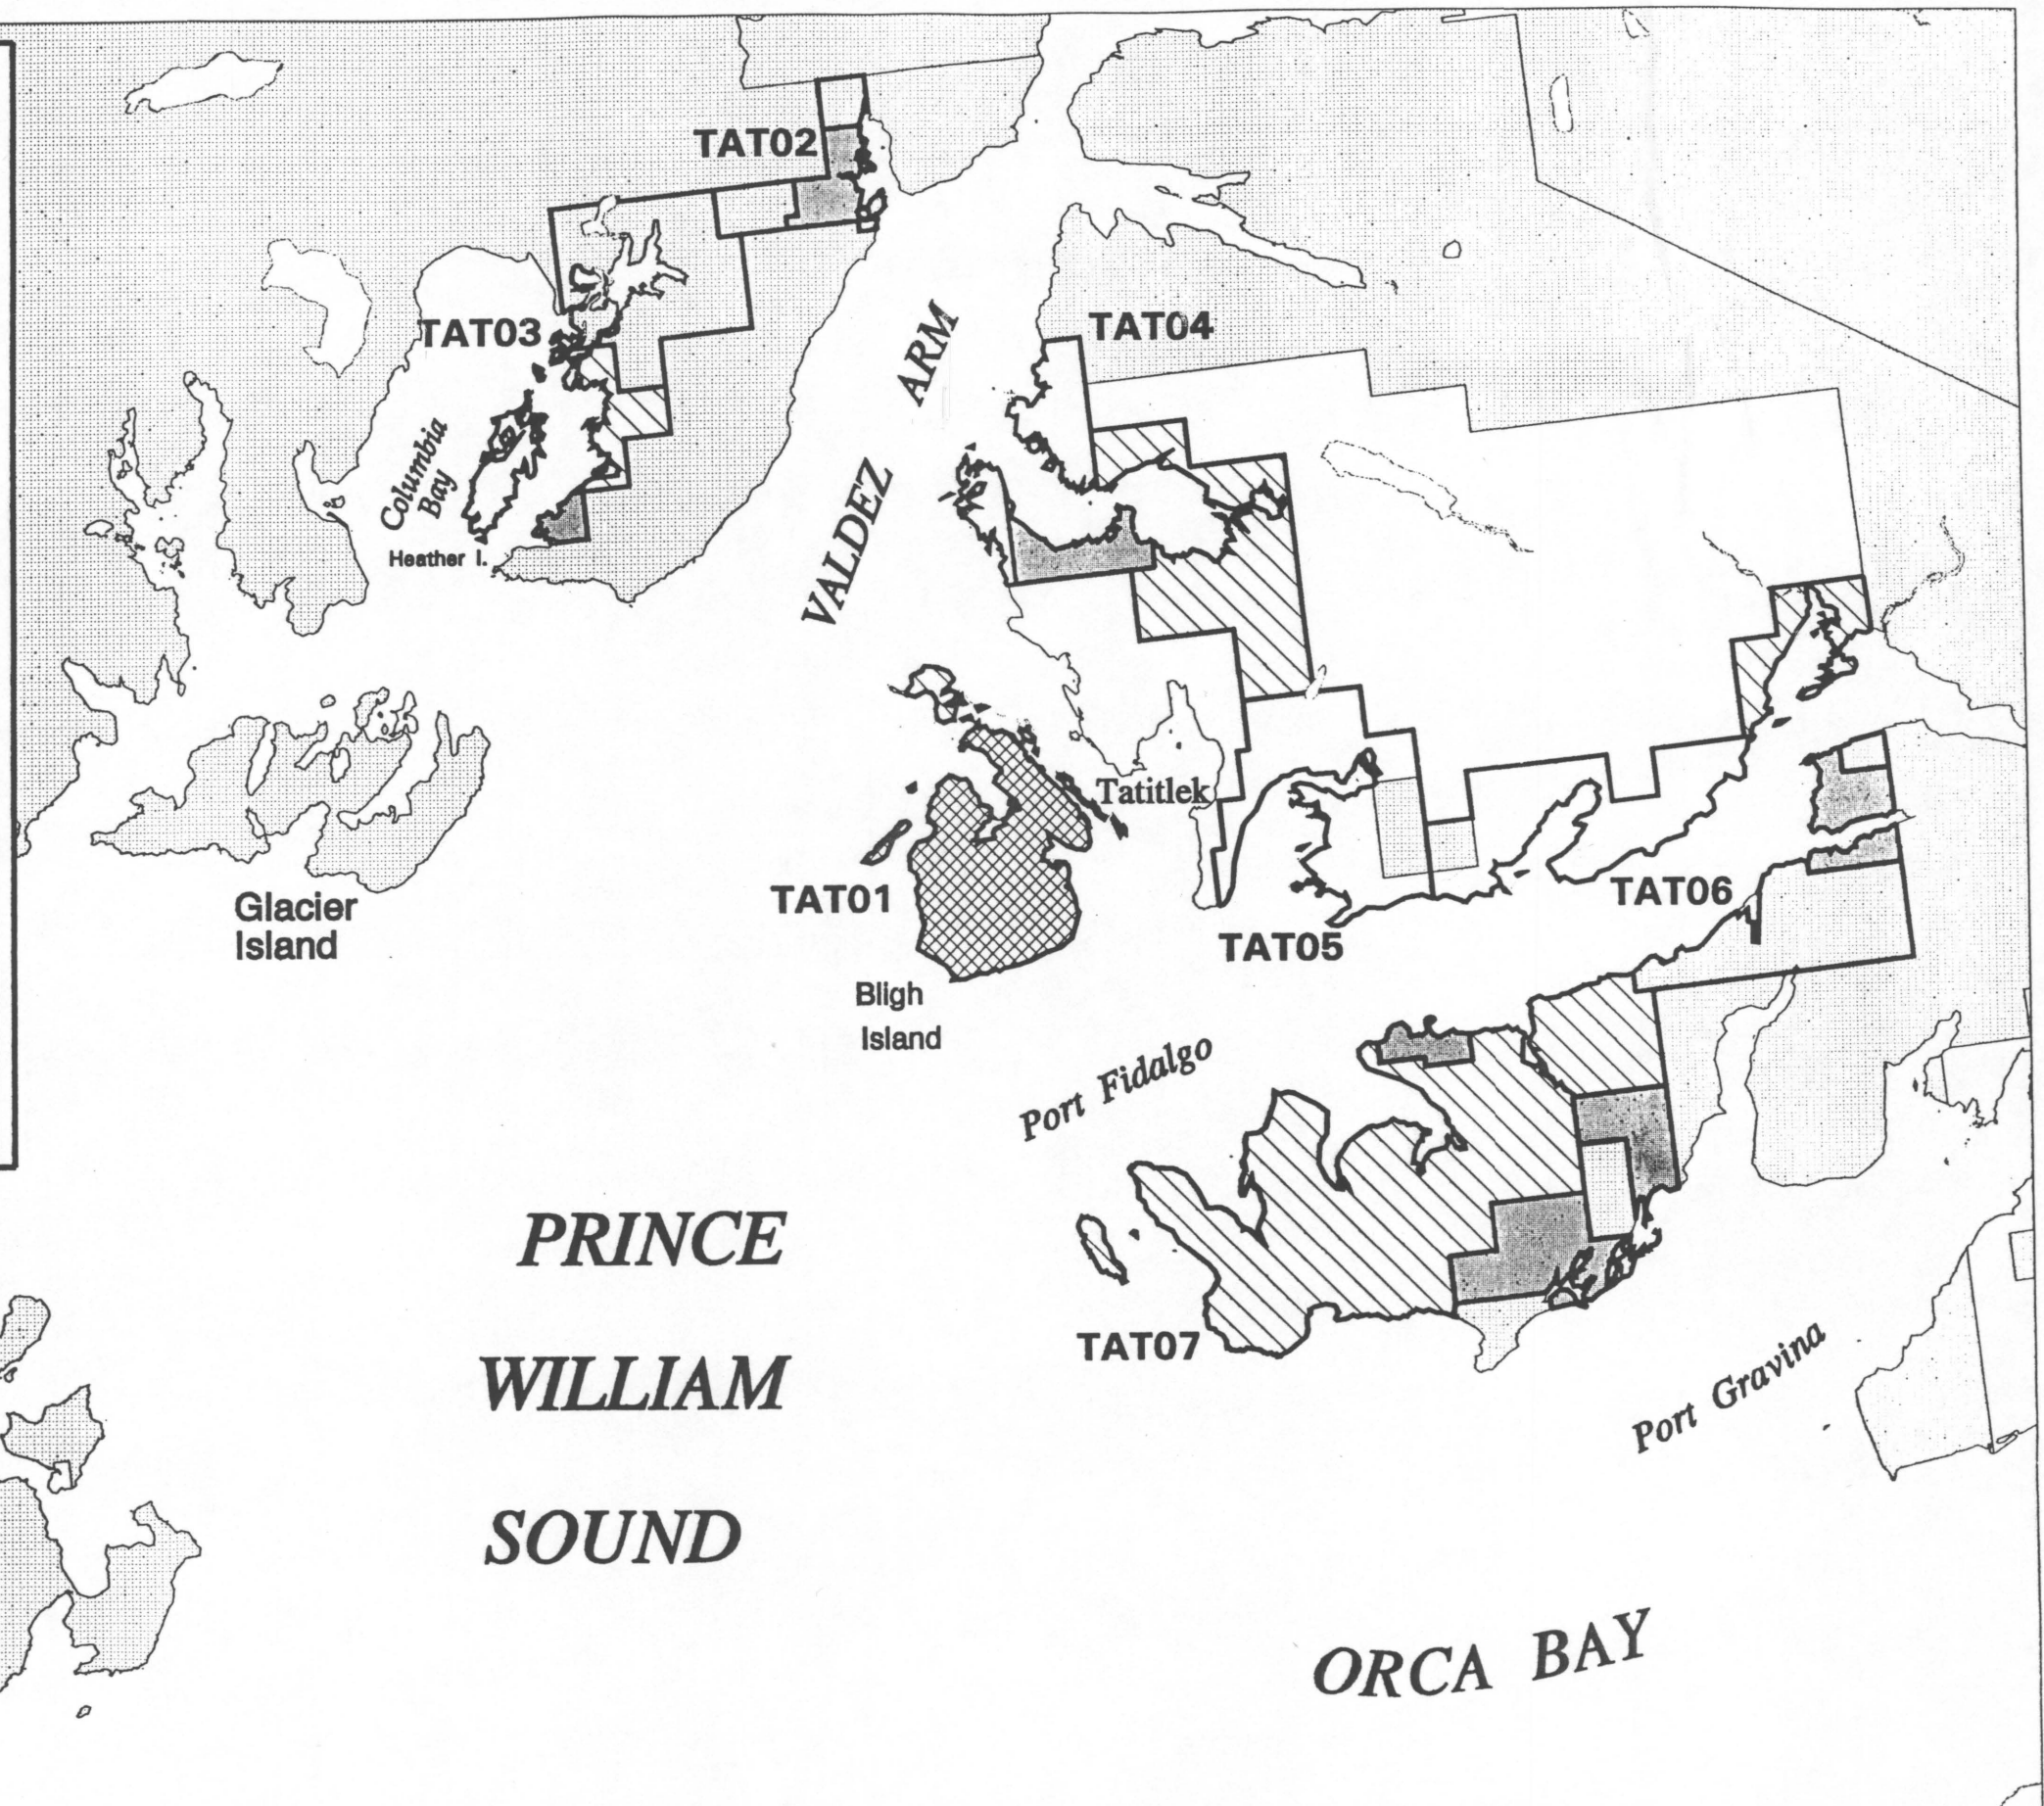 TAT02
TAT03
TAT04
VALDEZ ARM
Columbia
Bay
Heather I.
Tatitlek
TAT01
TAT06
Glacier
Island
TAT05
Bligh
Island
Port Fidalgo
PRINCE
WILLIAM
SOUND
TAT07
Port Gravina
ORCA BAY